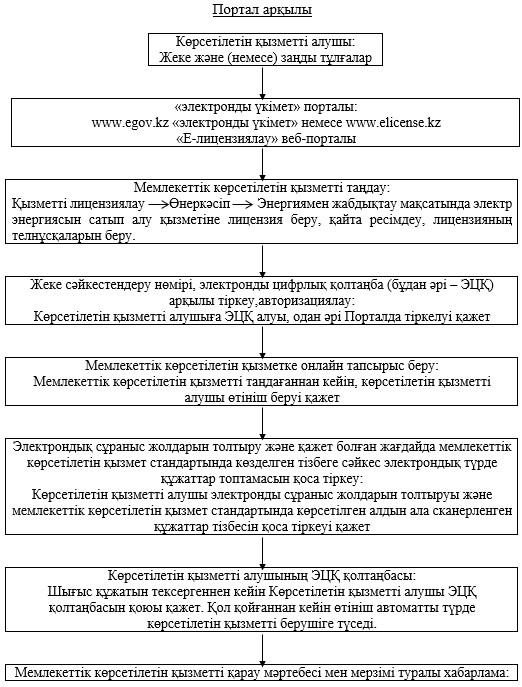 Портал арқылы
Көрсетілетін қызметті алушы:
Жеке және (немесе) заңды тұлғалар
«электронды үкімет» порталы:
www.egov.kz «электронды үкімет» немесе www.elicense.kz
«Е-лицензиялау» веб-порталы
Мемлекеттік көрсетілетін қызметті таңдау:
Қызметті лицензиялау → Өнеркәсіп → Энергиямен жабдықтау мақсатында электр
энергиясын сатып алу қызметіне лицензия беру, қайта ресімдеу, лицензияның
телнұсқаларын беру.
Жеке сәйкестендеру нөмірі, электронды цифрлық қолтаңба (бұдан әрі – ЭЦҚ)
арқылы тіркеу,авторизациялау:
Көрсетілетін қызметті алушыға ЭЦҚ алуы, одан әрі Порталда тіркелуі қажет
Мемлекеттік көрсетілетін қызметке онлайн тапсырыс беру:
Мемлекеттік көрсетілетін қызметті таңдағаннан кейін, көрсетілетін қызметті
алушы өтініш беруі қажет
Электрондық сұраныс жолдарын толтыру және қажет болған жағдайда мемлекеттік
көрсетілетін қызмет стандартында көзделген тізбеге сәйкес электрондық түрде
құжаттар топтамасын қоса тіркеу:
Көрсетілетін қызметті алушы электронды сұраныс жолдарын толтыруы және
мемлекеттік көрсетілетін қызмет стандартында көрсетілген алдын ала сканерленген
құжаттар тізбесін қоса тіркеуі қажет
Көрсетілетін қызметті алушының ЭЦҚ қолтаңбасы:
Шығыс құжатын тексергеннен кейін Көрсетілетін қызметті алушы ЭЦҚ
қолтаңбасын қоюы қажет. Қол қойғаннан кейін өтініш автоматты түрде
көрсетілетін қызметті берушіге түседі.
Мемлекеттік көрсетілетін қызметті қарау мәртебесі мен мерзімі туралы хабарлама: